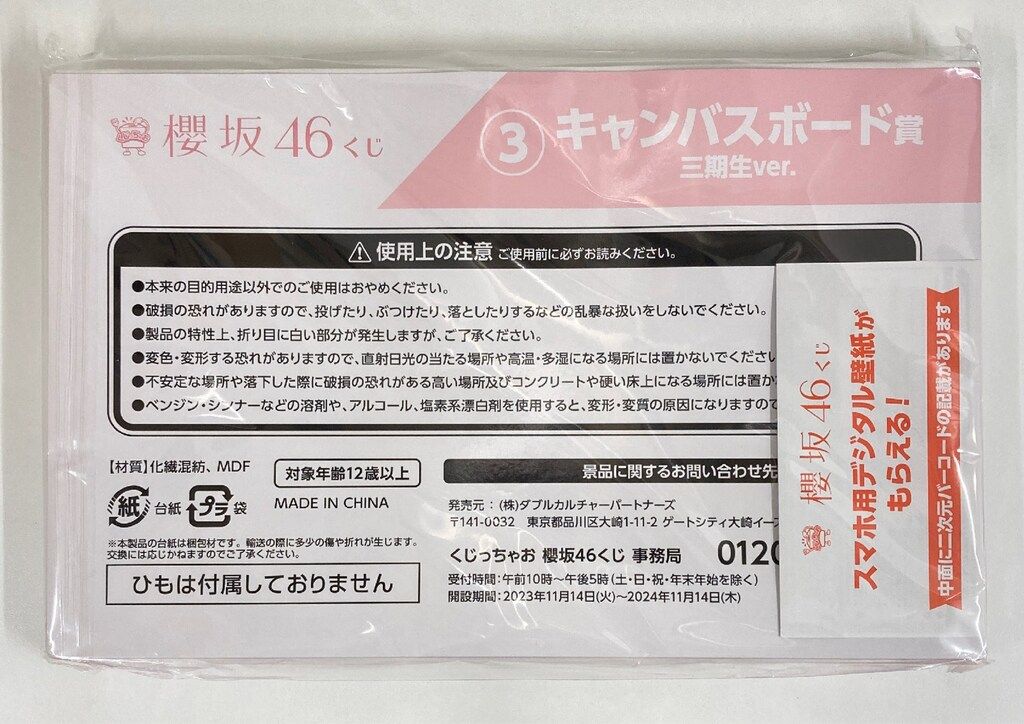 櫻坂46くじ
③ キャンバスボード賞
三期生ver.
⚠使用上の注意 ご使用前に必ずお読みください。
●本来の目的用途以外でのご使用はおやめください。
●破損の恐れがありますので、投げたり、ぶつけたり、落としたりするなどの乱暴な扱いをしないでください。
●製品の特性上、折り目に白い部分が発生しますが、ご了承ください。
●変色・変形する恐れがありますので、直射日光の当たる場所や高温・多湿になる場所には置かないでくださ
●不安定な場所や落下した際に破損の恐れがある高い場所及びコンクリートや硬い床上になる場所には置か
●ベンジン・シンナーなどの溶剤や、アルコール、塩素系漂白剤を使用すると、変形・変質の原因になりますので
【材質】化繊混紡、MDF
対象年齢12歳以上
MADE IN CHINA
紙 台紙 プラ 袋
※本製品の台紙は梱包材です。輸送の際に多少の傷や折れが生じます。
交換には応じかねますのでご了承ください。
ひもは付属しておりません
景品に関するお問い合わせ先
発売元：(株)ダブルカルチャーパートナーズ
〒141-0032 東京都品川区大崎1-11-2 ゲートシティ大崎イース
くじっちゃお 櫻坂46くじ 事務局 0120
受付時間：午前10時～午後5時(土・日・祝・年末年始を除く)
開設期間：2023年11月14日(火)～2024年11月14日(木)
櫻坂46くじ
スマホ用デジタル壁紙が
もらえる！
中面に二次元バーコードの記載があります